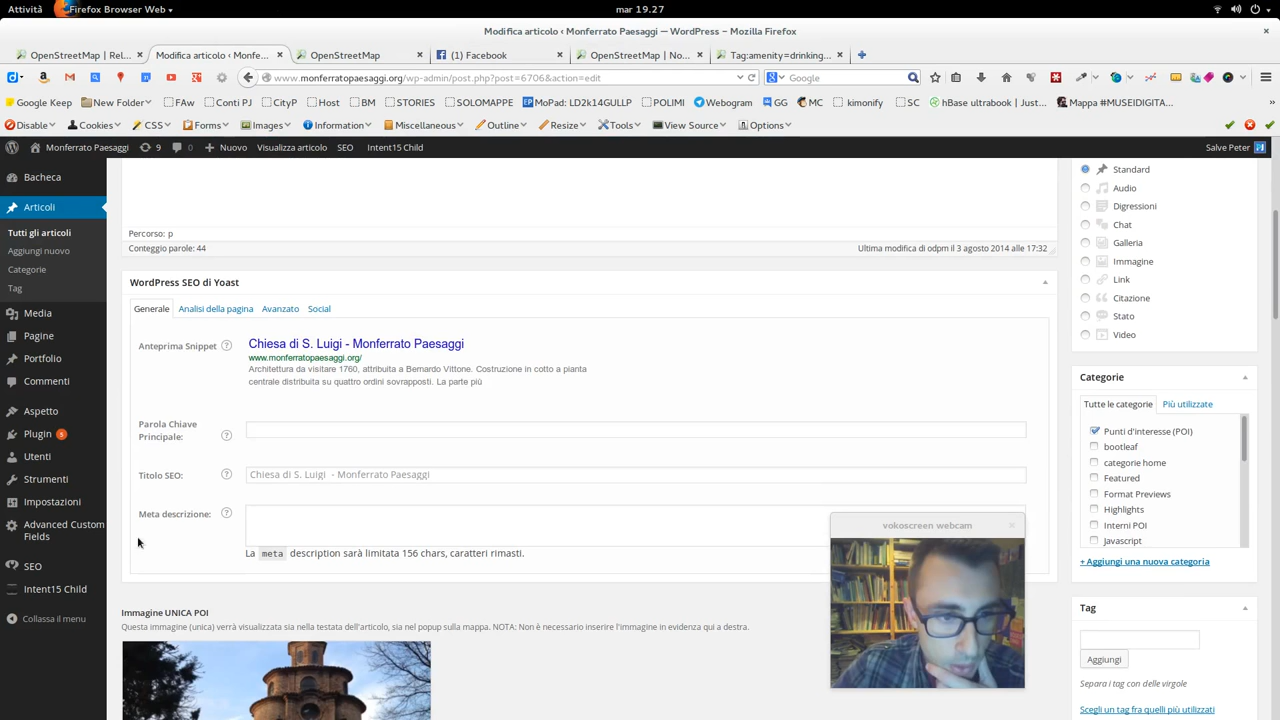 Attività
Firefox Browser Web
mar 19.27
Modifica articolo ‹ Monferrato Paesaggi — WordPress – Mozilla Firefox
OpenStreetMap | Rel...
Modifica articolo ‹ Monfe...
OpenStreetMap
(1) Facebook
OpenStreetMap | No...
Tag:amenity=drinking...
www.monferratopaesaggi.org/wp-admin/post.php?post=6706&action=edit
Google
Google Keep
New Folder
FAw
Conti PJ
CityP
Host
BM
STORIES
SOLOMAPPE
MoPad: LD2k14GULLP
POLIMI
Webogram
GG
MC
kimonify
SC
hBase ultrabook | Just...
Mappa #MUSEIDIGITA...
Disable
Cookies
CSS
Forms
Images
Information
Miscellaneous
Outline
Resize
Tools
View Source
Options
Monferrato Paesaggi
9
0
Nuovo
Visualizza articolo
SEO
Intent15 Child
Salve Peter
Bacheca
Articoli
Tutti gli articoli
Aggiungi nuovo
Categorie
Tag
Media
Pagine
Portfolio
Commenti
Aspetto
Plugin 5
Utenti
Strumenti
Impostazioni
Advanced Custom
Fields
SEO
Intent15 Child
Collassa il menu
Percorso: p
Conteggio parole: 44
Ultima modifica di odpm il 3 agosto 2014 alle 17:32
WordPress SEO di Yoast
Generale
Analisi della pagina
Avanzato
Social
Anteprima Snippet
Chiesa di S. Luigi - Monferrato Paesaggi
www.monferratopaesaggi.org/
Architettura da visitare 1760, attribuita a Bernardo Vittone. Costruzione in cotto a pianta
centrale distribuita su quattro ordini sovrapposti. La parte più
Parola Chiave
Principale:
Titolo SEO:
Chiesa di S. Luigi - Monferrato Paesaggi
Meta descrizione:
La meta description sarà limitata 156 chars, caratteri rimasti.
vokoscreen webcam
Immagine UNICA POI
Questa immagine (unica) verrà visualizzata sia nella testata dell'articolo, sia nel popup sulla mappa. NOTA: Non è necessario inserire l'immagine in evidenza qui a destra.
Standard
Audio
Digressioni
Chat
Galleria
Immagine
Link
Citazione
Stato
Video
Categorie
Tutte le categorie
Più utilizzate
Punti d'Interesse (POI)
bootleaf
categorie home
Featured
Format Previews
Highlights
Interni POI
Javascript
+ Aggiungi una nuova categoria
Tag
Aggiungi
Separa i tag con delle virgole
Scegli un tag fra quelli più utilizzati